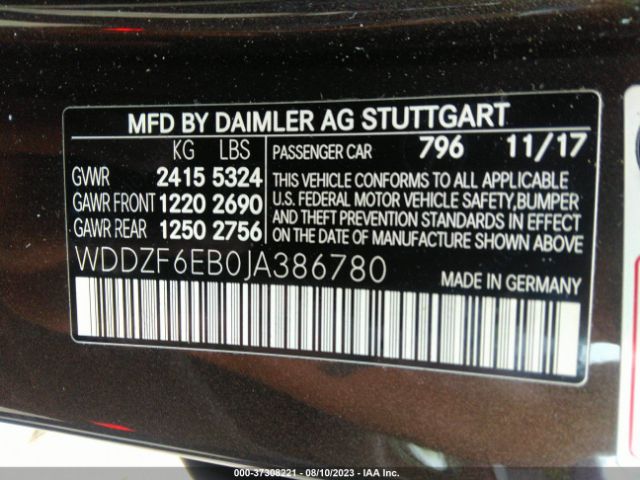 MFD BY DAIMLER AG STUTTGART
KG LBS
GVWR 2415 5324
GAWR FRONT 1220 2690
GAWR REAR 1250 2756
PASSENGER CAR 796 11/17
THIS VEHICLE CONFORMS TO ALL APPLICABLE
U.S. FEDERAL MOTOR VEHICLE SAFETY,BUMPER
AND THEFT PREVENTION STANDARDS IN EFFECT
ON THE DATE OF MANUFACTURE SHOWN ABOVE.
WDDZF6EB0JA386780
MADE IN GERMANY
000-37308221 - 08/10/2023 - IAA Inc.